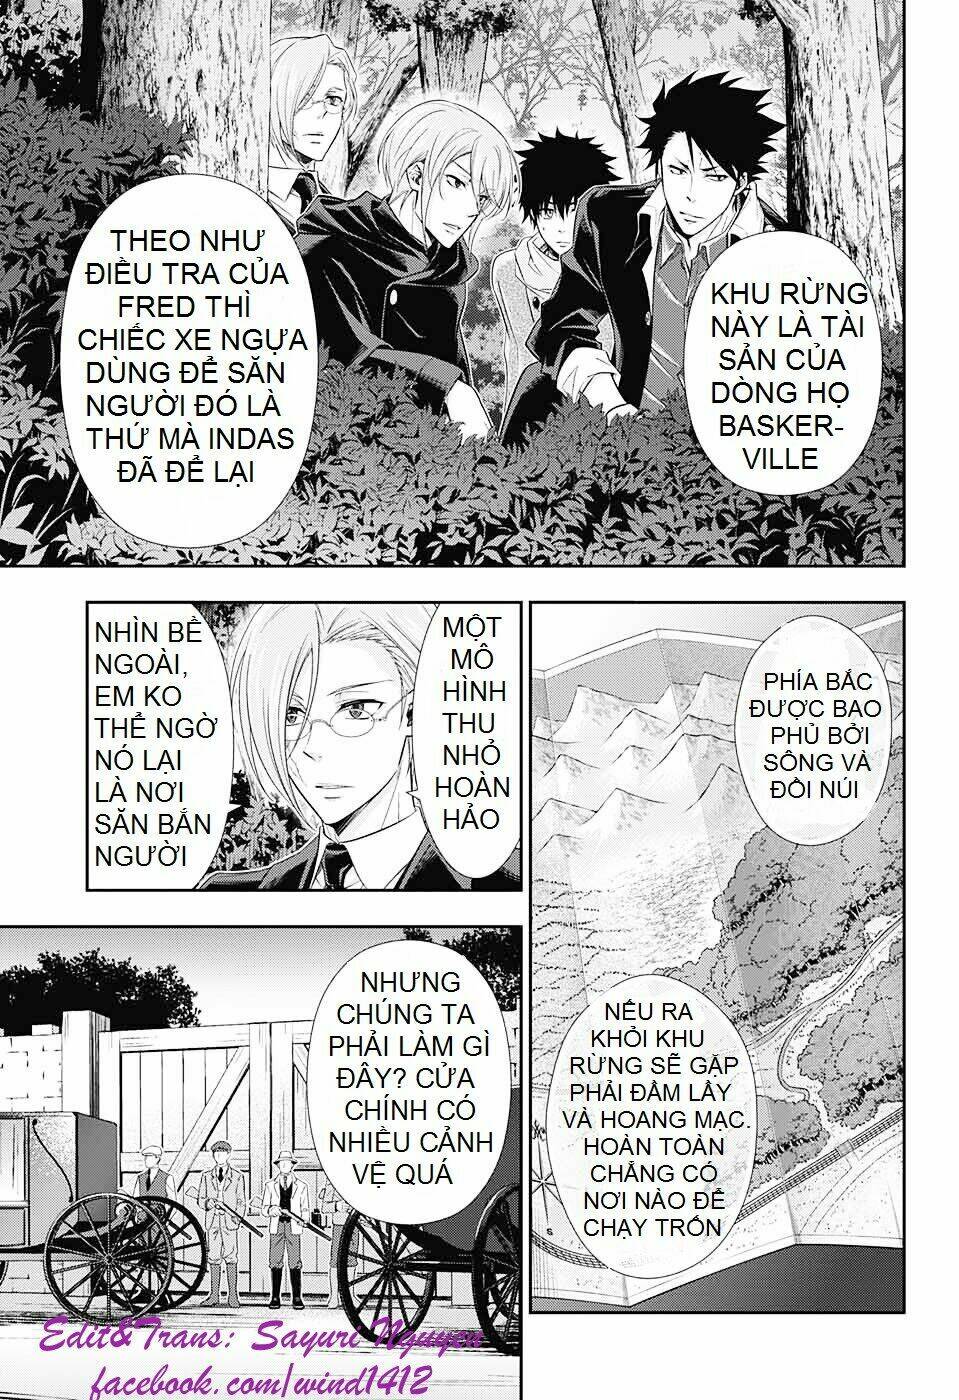 KHU RỪNG
NÀY LÀ TÀI
SẢN CỦA
DÒNG HỌ
BASKER-
VILLE
THEO NHƯ
ĐIỀU TRA CỦA
FRED THÌ
CHIẾC XE NGỰA
DÙNG ĐỂ SĂN
NGƯỜI ĐÓ LÀ
THỨ MÀ INDAS
ĐÃ ĐỂ LẠI
PHÍA BẮC
ĐƯỢC BAO
PHỦ BỞI
SÔNG VÀ
ĐỒI NÚI
NẾU RA
KHỎI KHU
RỪNG SẼ GẶP
PHẢI ĐẦM LẦY
VÀ HOANG MẠC.
HOÀN TOÀN
CHẲNG CÓ
NƠI NÀO ĐỂ
CHẠY TRỐN
MỘT
MÔ
HÌNH
THU
NHỎ
HOÀN
HẢO
NHÌN BỀ
NGOÀI,
EM KO
THỂ NGỜ
NÓ LẠI
LÀ NƠI
SĂN BẮN
NGƯỜI
NHƯNG
CHÚNG TA
PHẢI LÀM GÌ
ĐÂY? CỬA
CHÍNH CÓ
NHIỀU CẢNH
VỆ QUÁ
Edit&Trans: Sayuri Nguyen
facebook.com/wind1412